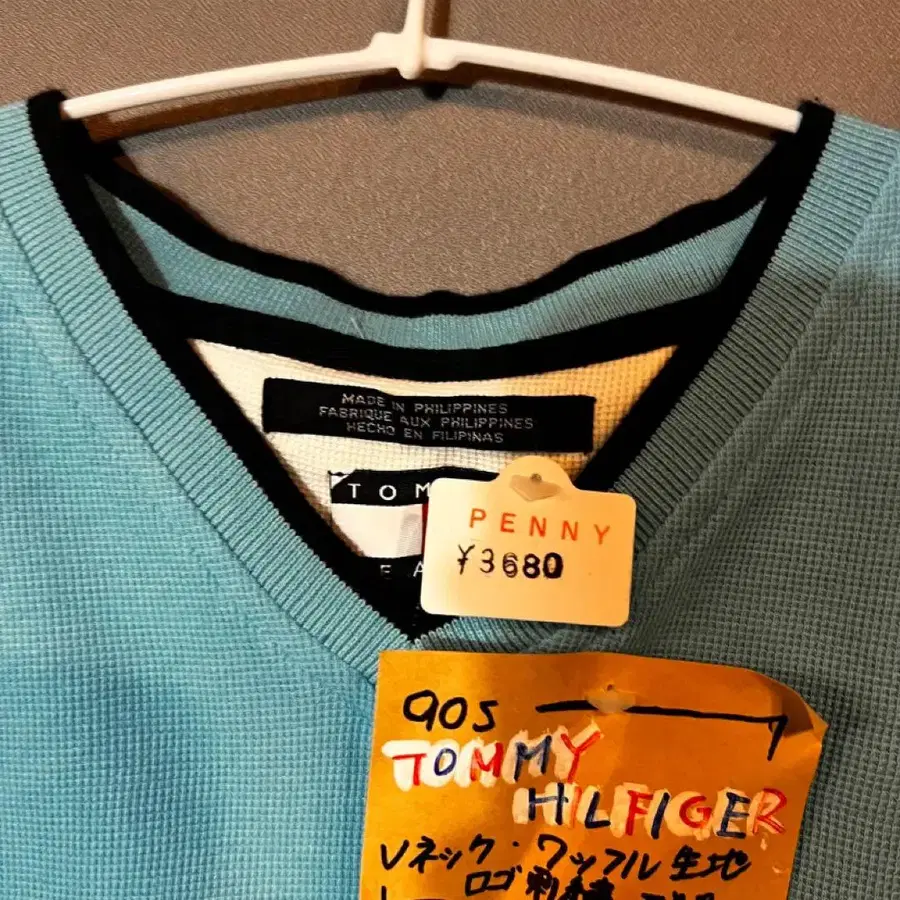 MADE IN PHILIPPINES
FABRIQUE AUX PHILIPPINES
HECHO EN FILIPINAS
TOM
PENNY
¥3680
EA
90s
TOMMY
HILFIGER
Vネック・ワッフル生地
ロゴ刺繍